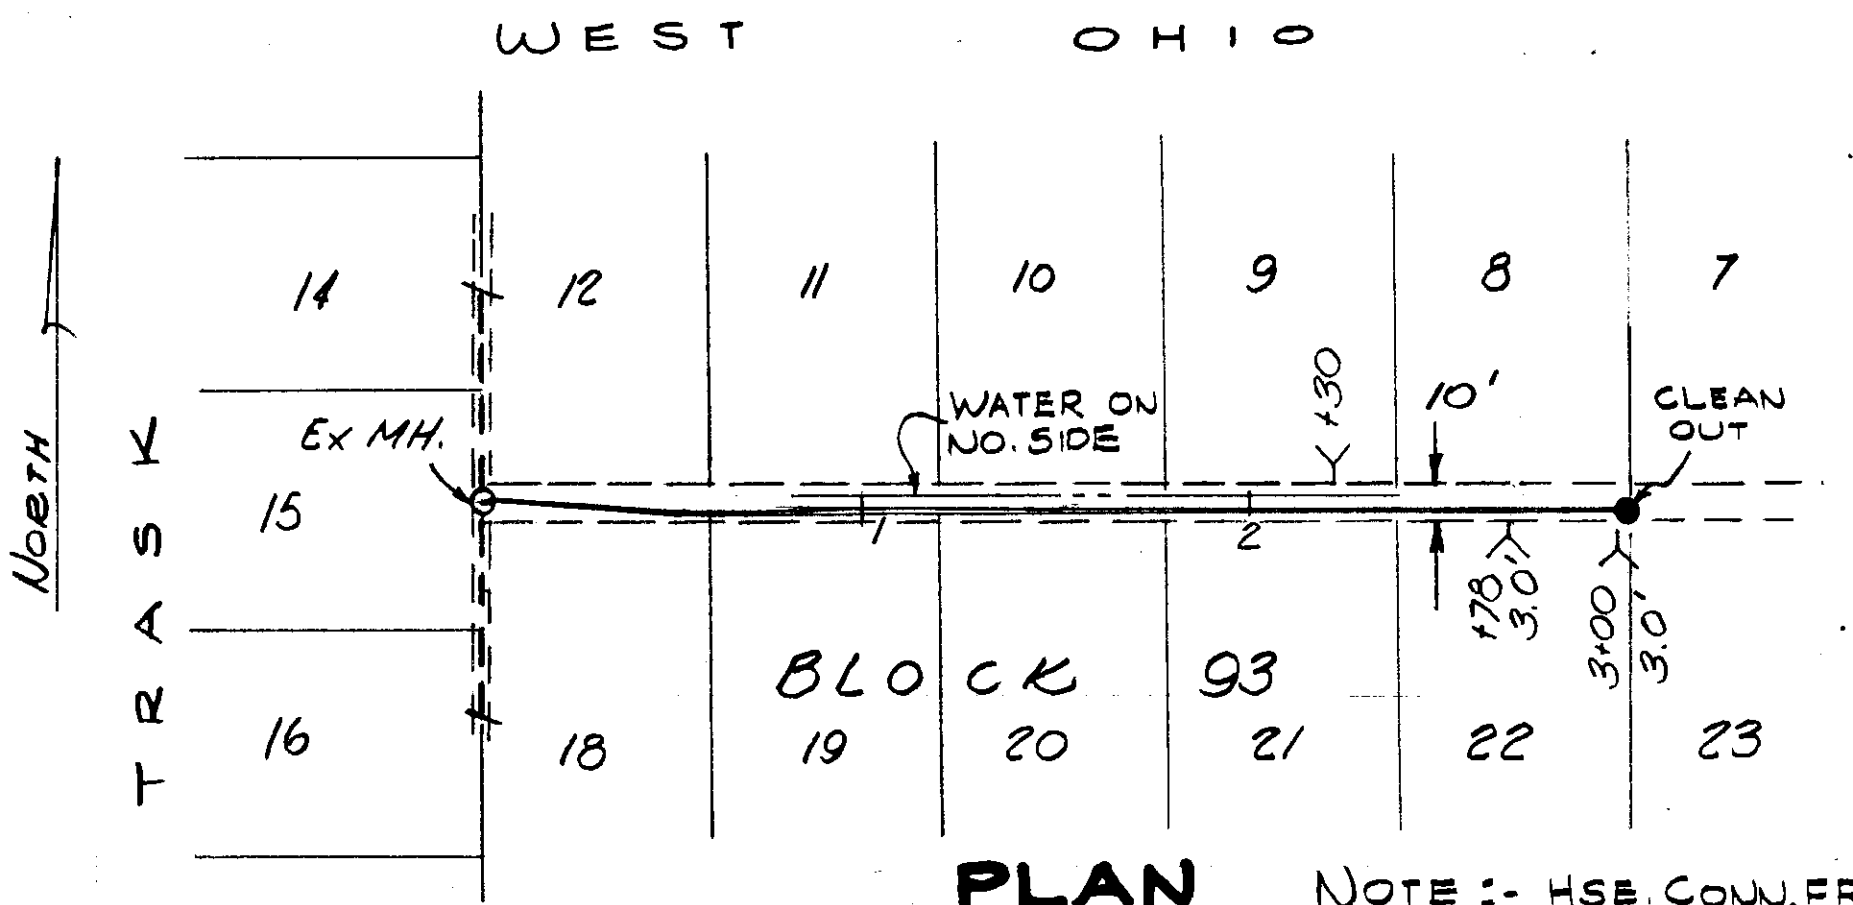 WEST OHIO
NORTH
TRASK
14
12
11
10
9
8
7
+30
10'
CLEAN
OUT
WATER ON
NO. SIDE
Ex MH.
15
1
2
+78
3.0'
3+00
3.0'
BLOCK 93
16
18
19
20
21
22
23
PLAN
NOTE :- HSE. CONN.